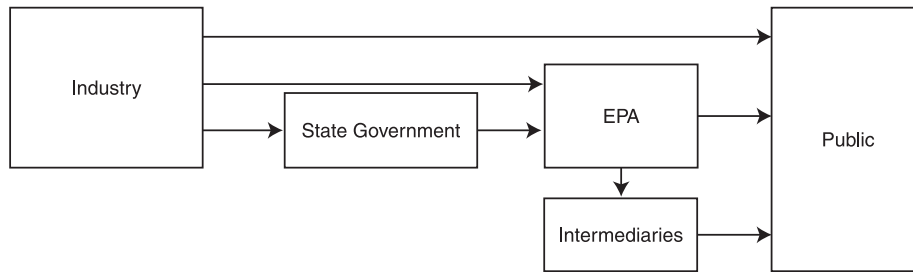 Industry
State Government
EPA
Intermediaries
Public